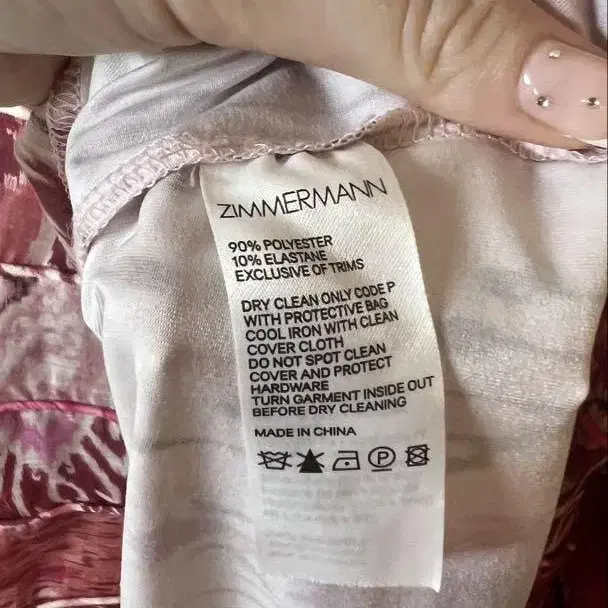 ZIMMERMANN
90% POLYESTER
10% ELASTANE
EXCLUSIVE OF TRIMS
DRY CLEAN ONLY CODE P
WITH PROTECTIVE BAG
COOL IRON WITH CLEAN
COVER CLOTH
DO NOT SPOT CLEAN
COVER AND PROTECT
HARDWARE
TURN GARMENT INSIDE OUT
BEFORE DRY CLEANING
MADE IN CHINA
P